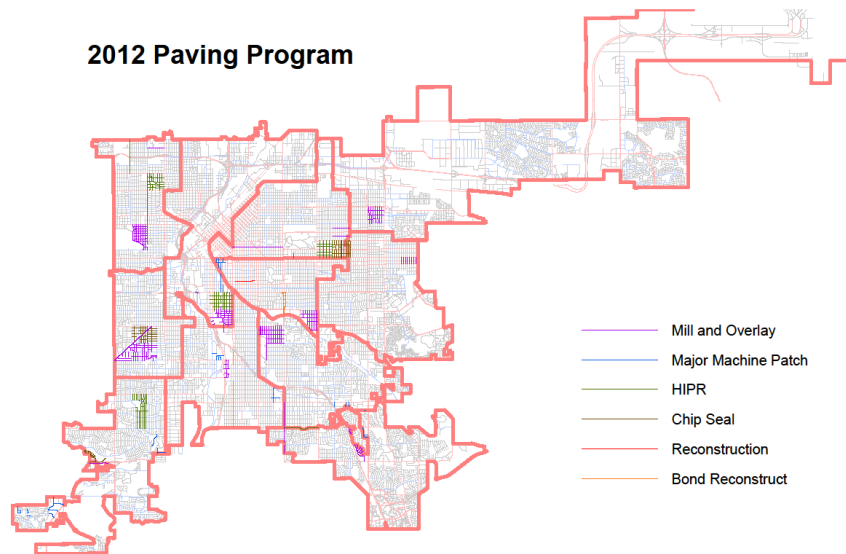 2012 Paving Program
Mill and Overlay
Major Machine Patch
HIPR
Chip Seal
Reconstruction
Bond Reconstruct